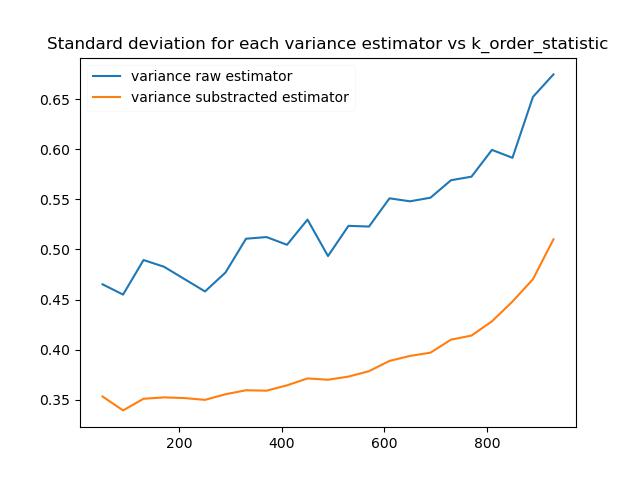 Standard deviation for each variance estimator vs k_order_statistic
variance raw estimator
variance substracted estimator
0.65
0.60
0.55
0.50
0.45
0.40
0.35
200 400 600 800